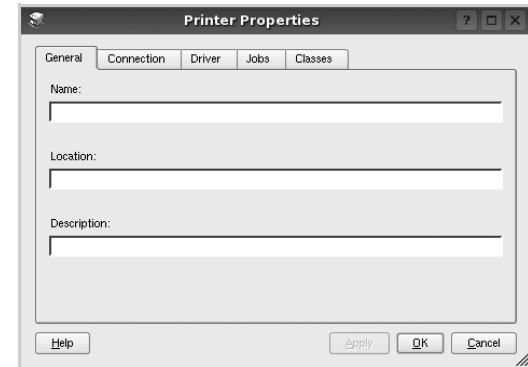 Printer Properties
General Connection Driver Jobs Classes
Name:
Location:
Description:
Help Apply OK Cancel